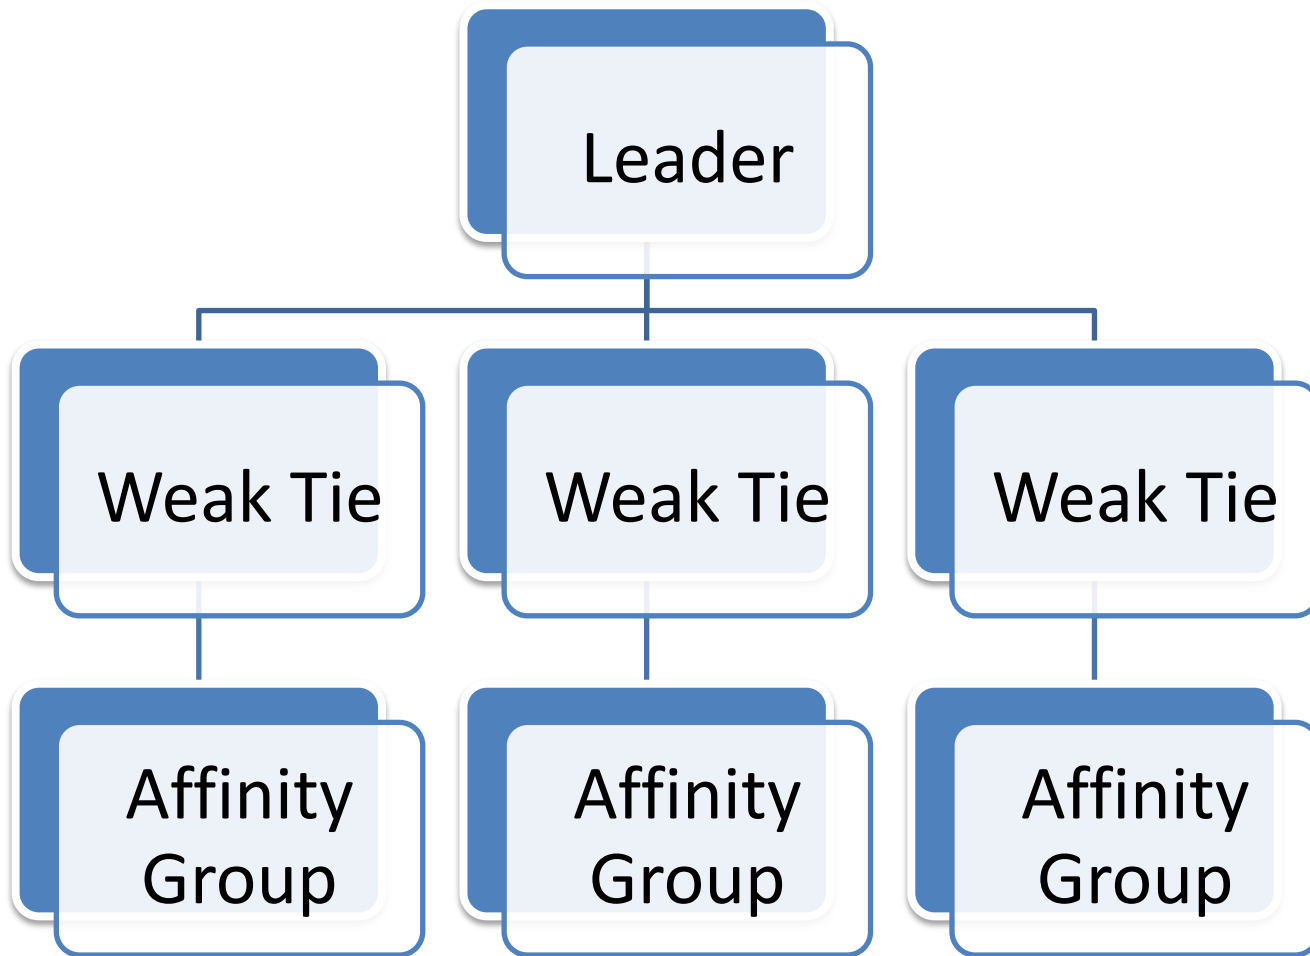 Leader
Weak Tie
Weak Tie
Weak Tie
Affinity
Group
Affinity
Group
Affinity
Group